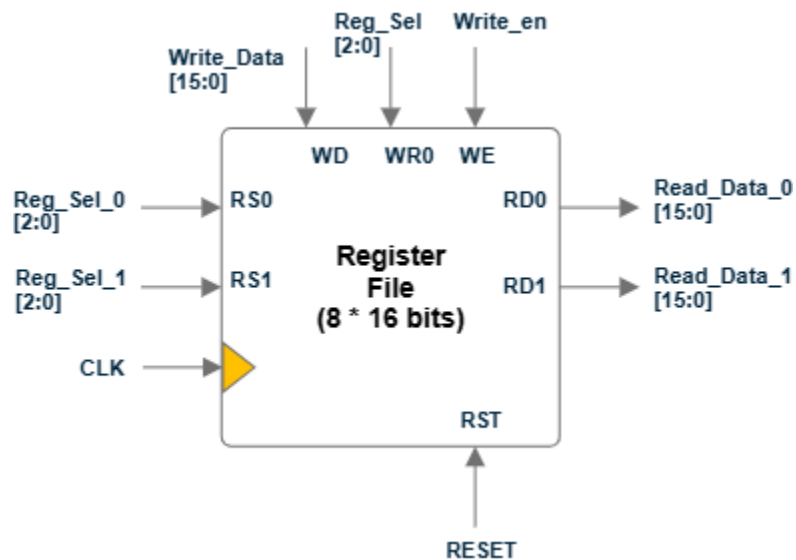 Reg_Sel
[2:0]
Write_en
Write_Data
[15:0]
WD
WR0
WE
Reg_Sel_0
[2:0]
RS0
RD0
Read_Data_0
[15:0]
Reg_Sel_1
[2:0]
RS1
Register
File
(8 * 16 bits)
RD1
Read_Data_1
[15:0]
CLK
RST
RESET